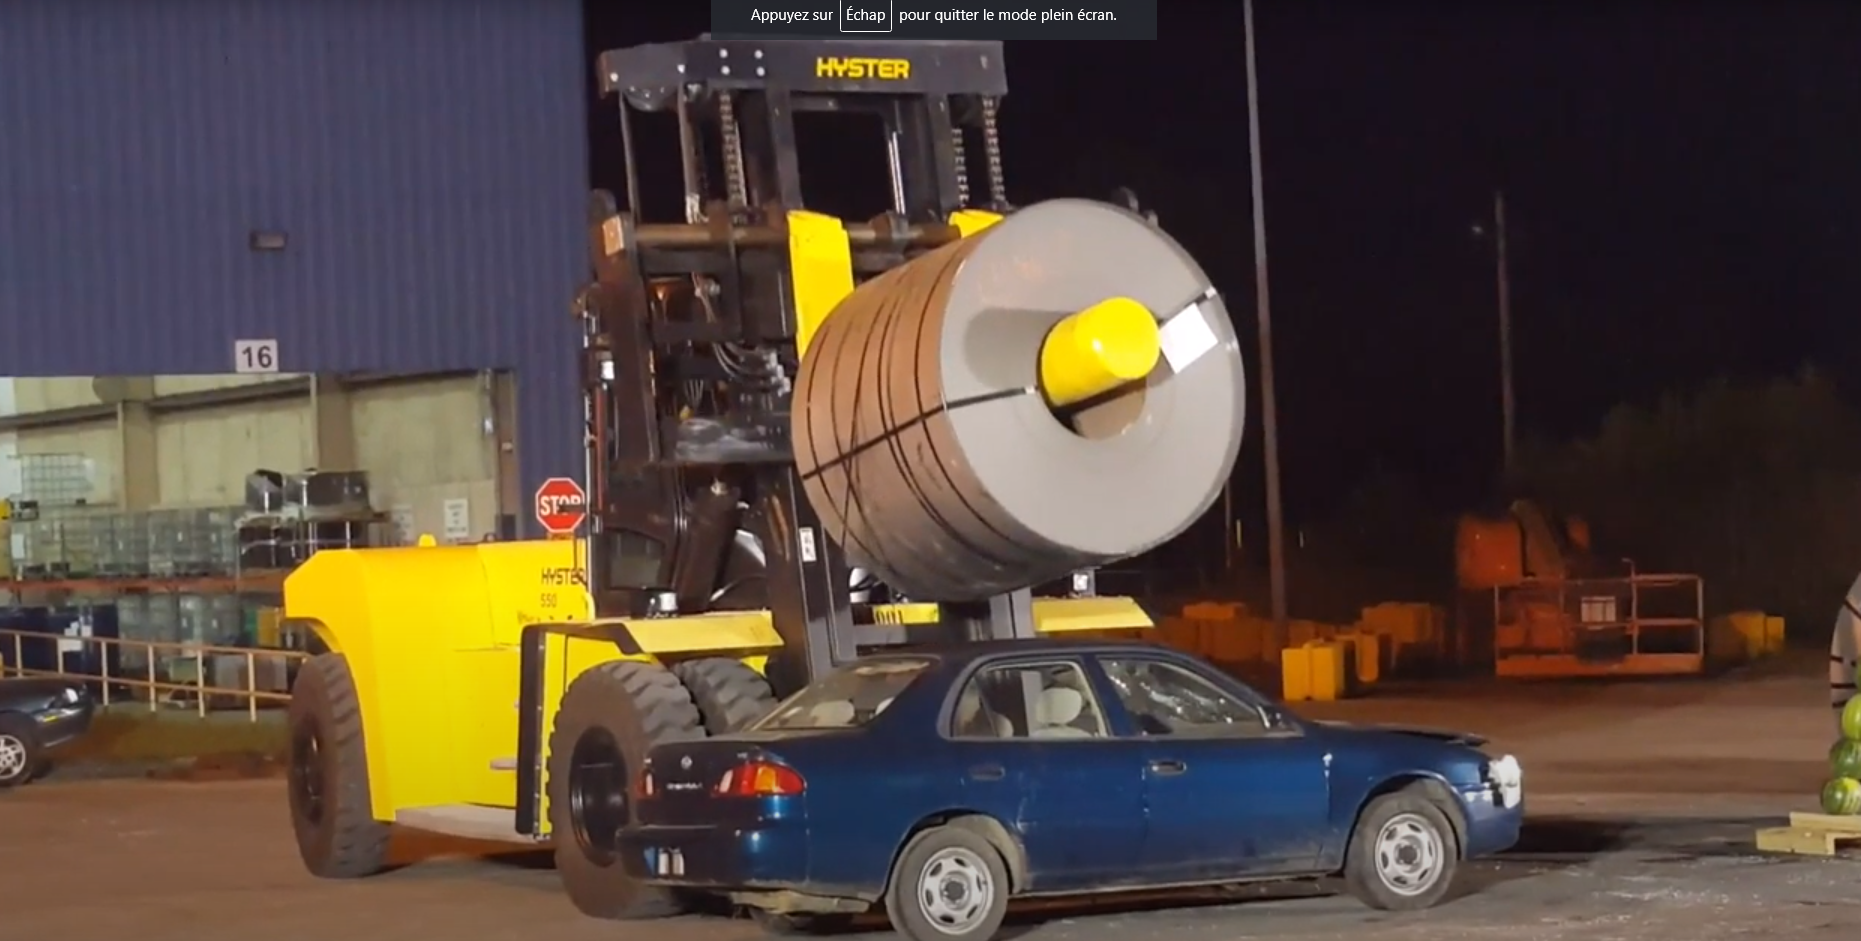 Appuyez sur Échap pour quitter le mode plein écran.
HYSTER
16
STOP
HYSTER
550